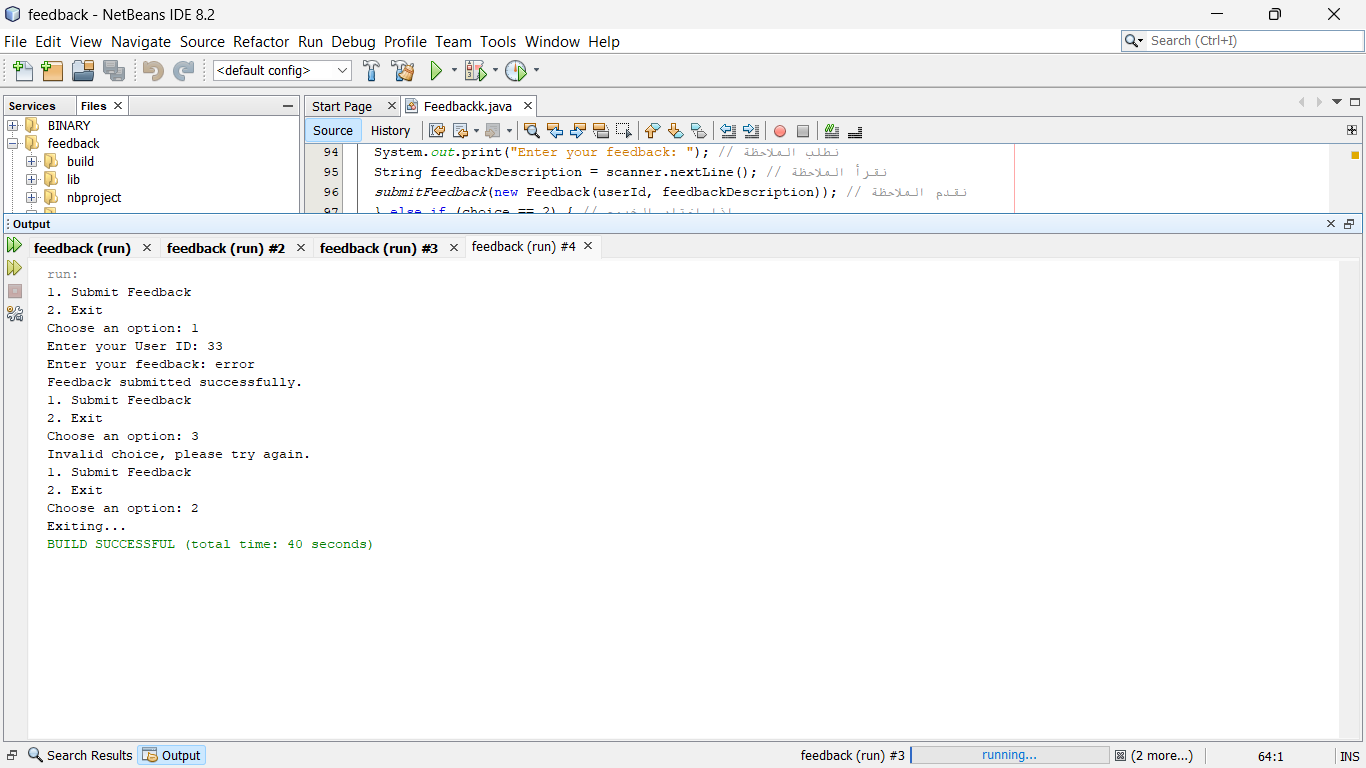 feedback - NetBeans IDE 8.2
File Edit View Navigate Source Refactor Run Debug Profile Team Tools Window Help
Search (Ctrl+I)
<default config>
Services Files
Start Page Feedbackk.java
BINARY
feedback
build
lib
nbproject
Source History
94 System.out.print("Enter your feedback: "); // نطلب الملاحظة
95 String feedbackDescription = scanner.nextLine(); // نقرأ الملاحظة
96 submitFeedback(new Feedback(userId, feedbackDescription)); // نقدم الملاحظة
97 } else if (choice == 2) { //
Output
feedback (run) feedback (run) #2 feedback (run) #3 feedback (run) #4
run:
1. Submit Feedback
2. Exit
Choose an option: 1
Enter your User ID: 33
Enter your feedback: error
Feedback submitted successfully.
1. Submit Feedback
2. Exit
Choose an option: 3
Invalid choice, please try again.
1. Submit Feedback
2. Exit
Choose an option: 2
Exiting...
BUILD SUCCESSFUL (total time: 40 seconds)
Search Results Output
feedback (run) #3 running... (2 more...) 64:1 INS